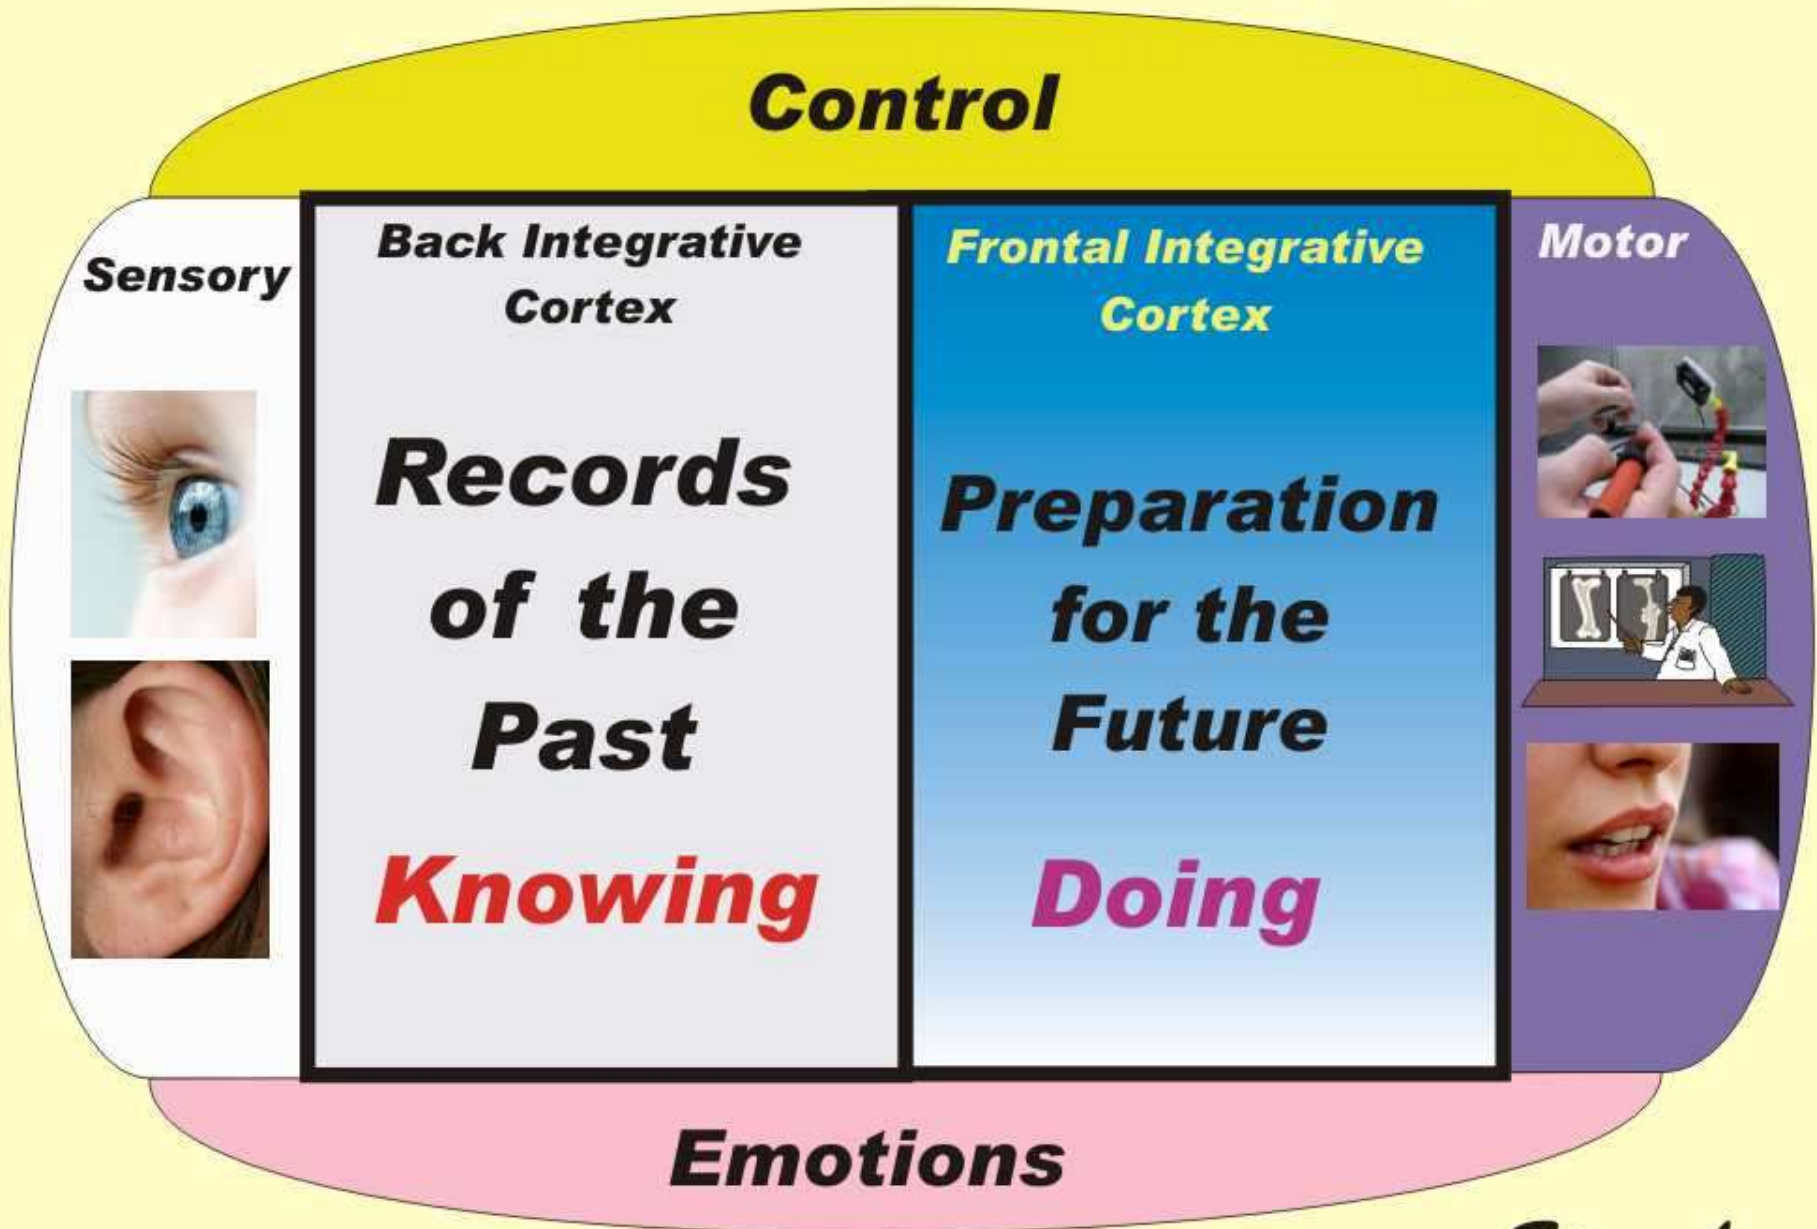 Control
Sensory
Back Integrative
Cortex
Records
of the
Past
Knowing
Frontal Integrative
Cortex
Preparation
for the
Future
Doing
Motor
Emotions